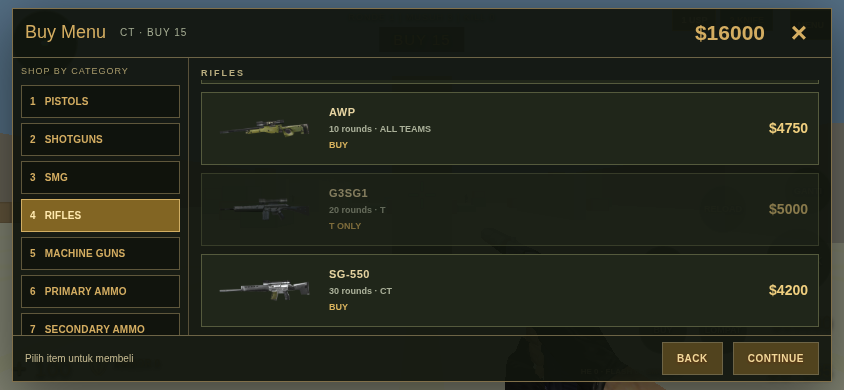 Buy Menu CT · BUY 15 $16000 ×
SHOP BY CATEGORY
1 PISTOLS
2 SHOTGUNS
3 SMG
4 RIFLES
5 MACHINE GUNS
6 PRIMARY AMMO
7 SECONDARY AMMO
RIFLES
AWP
10 rounds · ALL TEAMS
BUY
$4750
G3SG1
20 rounds · T
T ONLY
$5000
SG-550
30 rounds · CT
BUY
$4200
Pilih item untuk membeli
BACK
CONTINUE